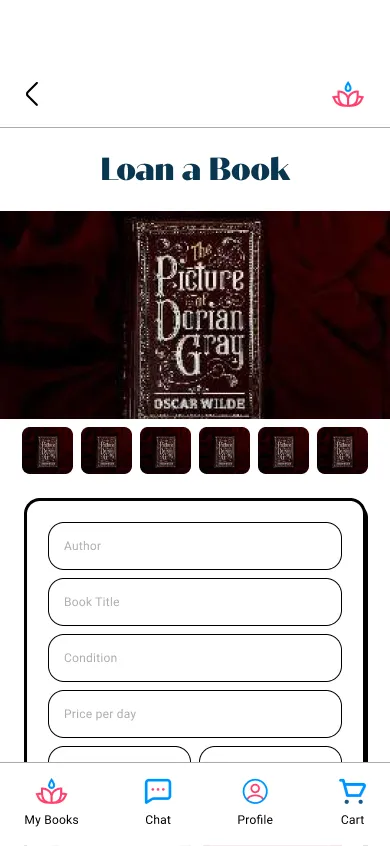 Loan a Book
The
Picture
of
Dorian
Gray
OSCAR WILDE
Author
Book Title
Condition
Price per day
My Books
Chat
Profile
Cart